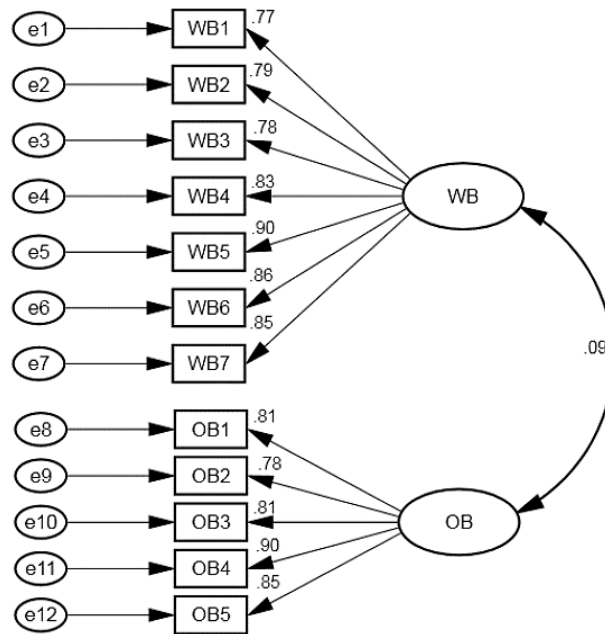 e1 WB1 .77
e2 WB2 .79
e3 WB3 .78
e4 WB4 .83 WB
e5 WB5 .90
e6 WB6 .86
e7 WB7 .85
.09
e8 OB1 .81
e9 OB2 .78
e10 OB3 .81 OB
e11 OB4 .90
e12 OB5 .85